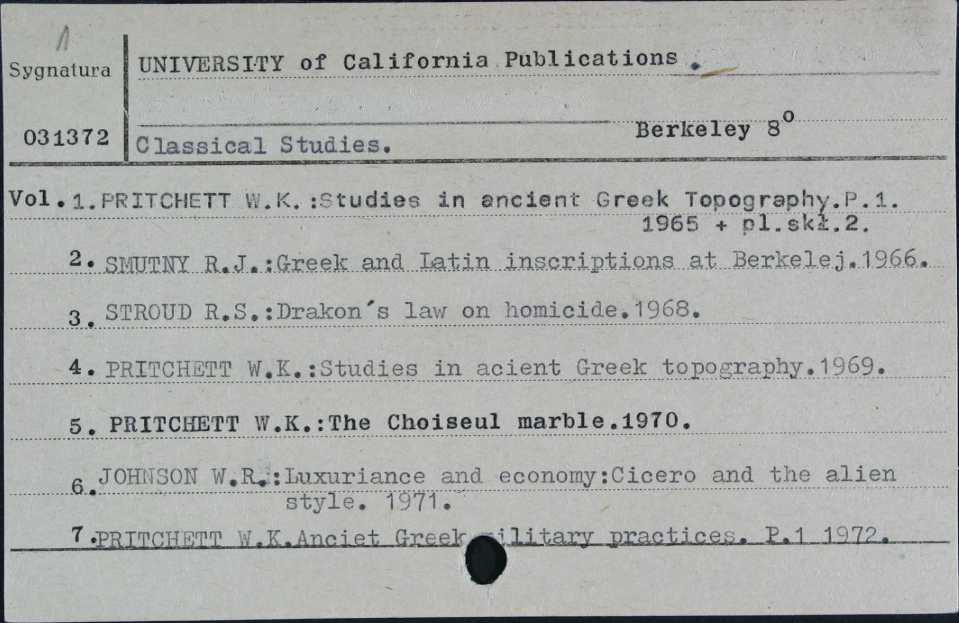 Sygnatura
UNIVERSITY of California Publications .
031372
Berkeley 8º
Classical Studies.
Vol. 1. PRITCHETT W.K.:Studies in ancient Greek Topography.P.1.
1965 + pl.skł.2.
2. SMUTNY R.J.:Greek and Latin inscriptions at Berkelej.1966.
3. STROUD R.S.:Drakon´s law on homicide.1968.
4. PRITCHETT W.K.:Studies in acient Greek topography.1969.
5. PRITCHETT W.K.:The Choiseul marble.1970.
6. JOHNSON W.R.:Luxuriance and economy:Cicero and the alien
style. 1971.
7. PRITCHETT W.K.Anciet Greek military practices. P.1 1972.